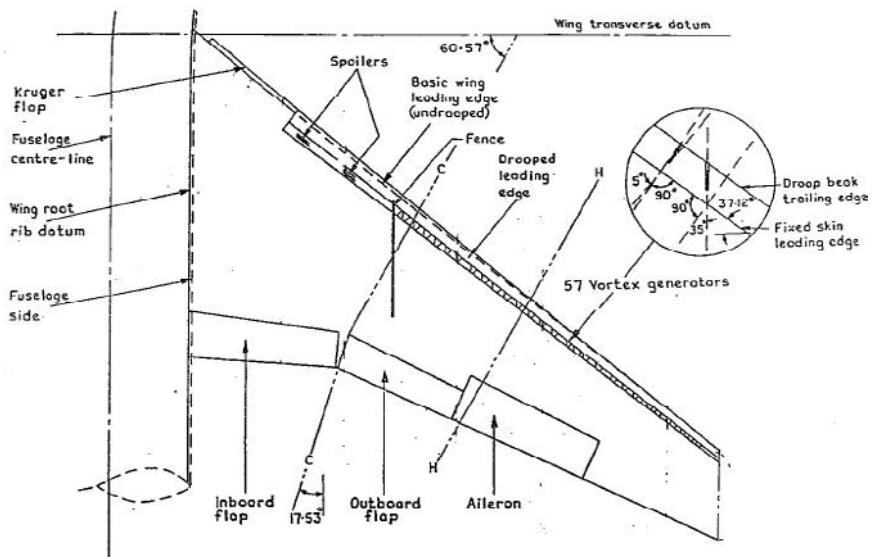 Wing transverse datum
60·57°
Spoilers
Kruger
flap
Basic wing
leading edge
(undrooped)
Fuselage
centre-line
Fence
C
Drooped
leading
edge
H
5°
90°
90°
37·12°
35°
Droop beak
trailing edge
Fixed skin
leading edge
Wing root
rib datum
Fuselage
side
57 Vortex generators
C
H
Inboard
flap
17·53°
Outboard
flap
Aileron